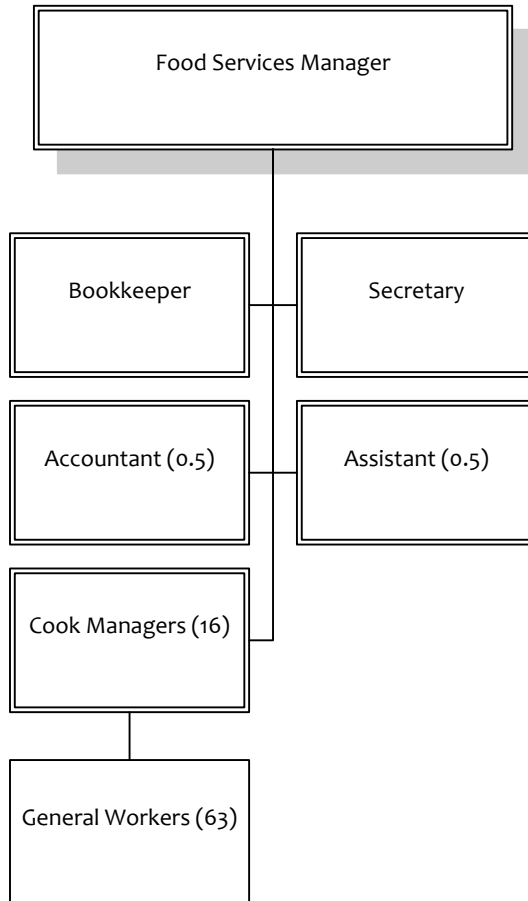 Food Services Manager
Bookkeeper
Secretary
Accountant (0.5)
Assistant (0.5)
Cook Managers (16)
General Workers (63)